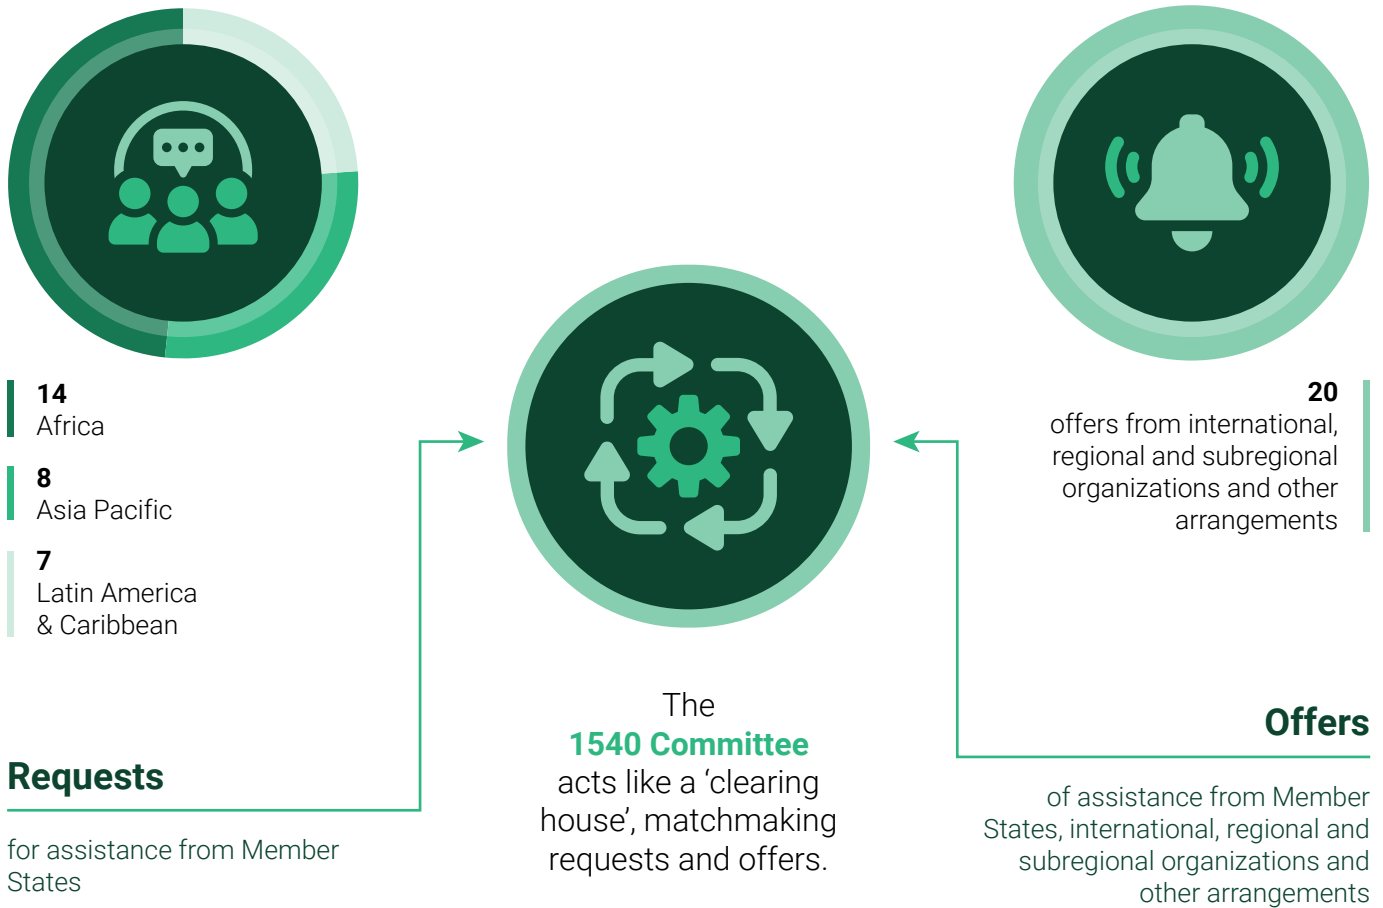 14
Africa
8
Asia Pacific
7
Latin America
& Caribbean
Requests
for assistance from Member
States
The
1540 Committee
acts like a ‘clearing
house’, matchmaking
requests and offers.
20
offers from international,
regional and subregional
organizations and other
arrangements
Offers
of assistance from Member
States, international, regional and
subregional organizations and
other arrangements